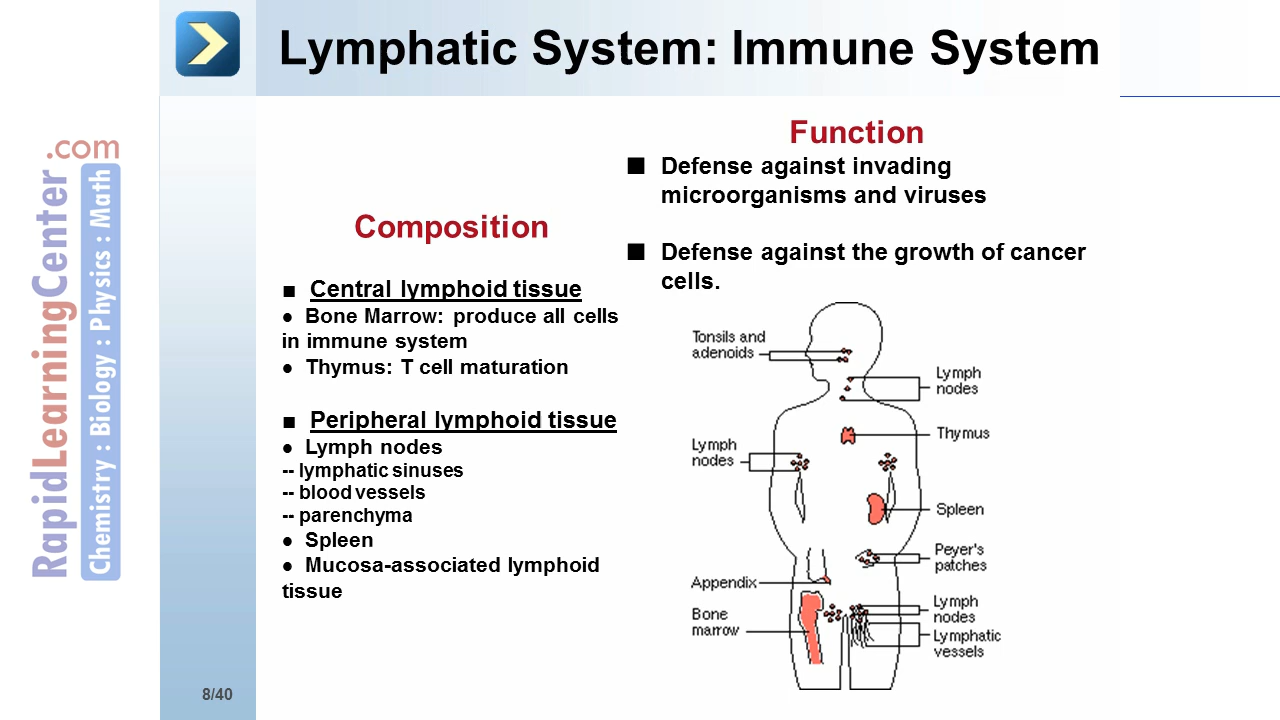 Lymphatic System: Immune System
RapidLearningCenter.com
Chemistry : Biology : Physics : Math
Composition
■ Central lymphoid tissue
● Bone Marrow: produce all cells
in immune system
● Thymus: T cell maturation
■ Peripheral lymphoid tissue
● Lymph nodes
-- lymphatic sinuses
-- blood vessels
-- parenchyma
● Spleen
● Mucosa-associated lymphoid
tissue
Function
■ Defense against invading
microorganisms and viruses
■ Defense against the growth of cancer
cells.
Tonsils and
adenoids
Lymph
nodes
Thymus
Lymph
nodes
Spleen
Peyer's
patches
Appendix
Bone
marrow
Lymph
nodes
Lymphatic
vessels
8/40